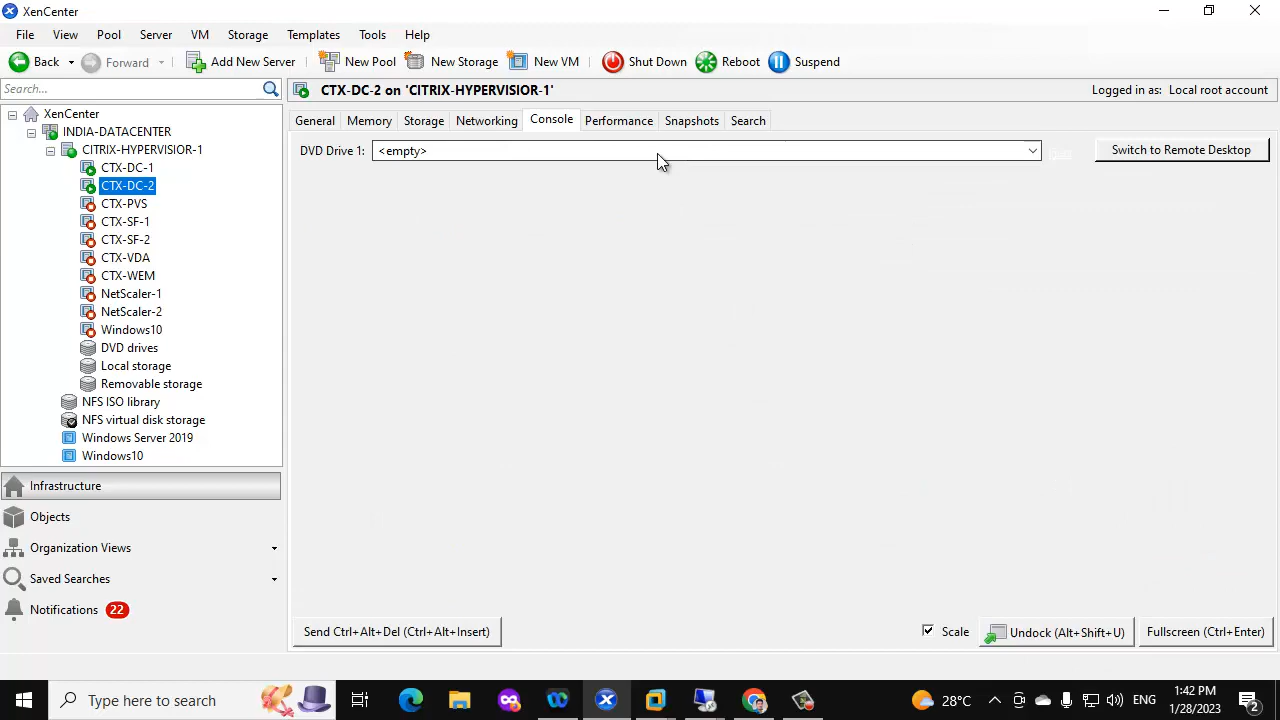 XenCenter
File View Pool Server VM Storage Templates Tools Help
Back Forward Add New Server New Pool New Storage New VM Shut Down Reboot Suspend
Search...
CTX-DC-2 on 'CITRIX-HYPERVISIOR-1' Logged in as: Local root account
XenCenter
INDIA-DATACENTER
CITRIX-HYPERVISIOR-1
CTX-DC-1
CTX-DC-2
CTX-PVS
CTX-SF-1
CTX-SF-2
CTX-VDA
CTX-WEM
NetScaler-1
NetScaler-2
Windows10
DVD drives
Local storage
Removable storage
NFS ISO library
NFS virtual disk storage
Windows Server 2019
Windows10
General Memory Storage Networking Console Performance Snapshots Search
DVD Drive 1: <empty> Switch to Remote Desktop
Infrastructure
Objects
Organization Views
Saved Searches
Notifications 22
Send Ctrl+Alt+Del (Ctrl+Alt+Insert) Scale Undock (Alt+Shift+U) Fullscreen (Ctrl+Enter)
Type here to search 28°C ENG 1:42 PM
1/28/2023 2